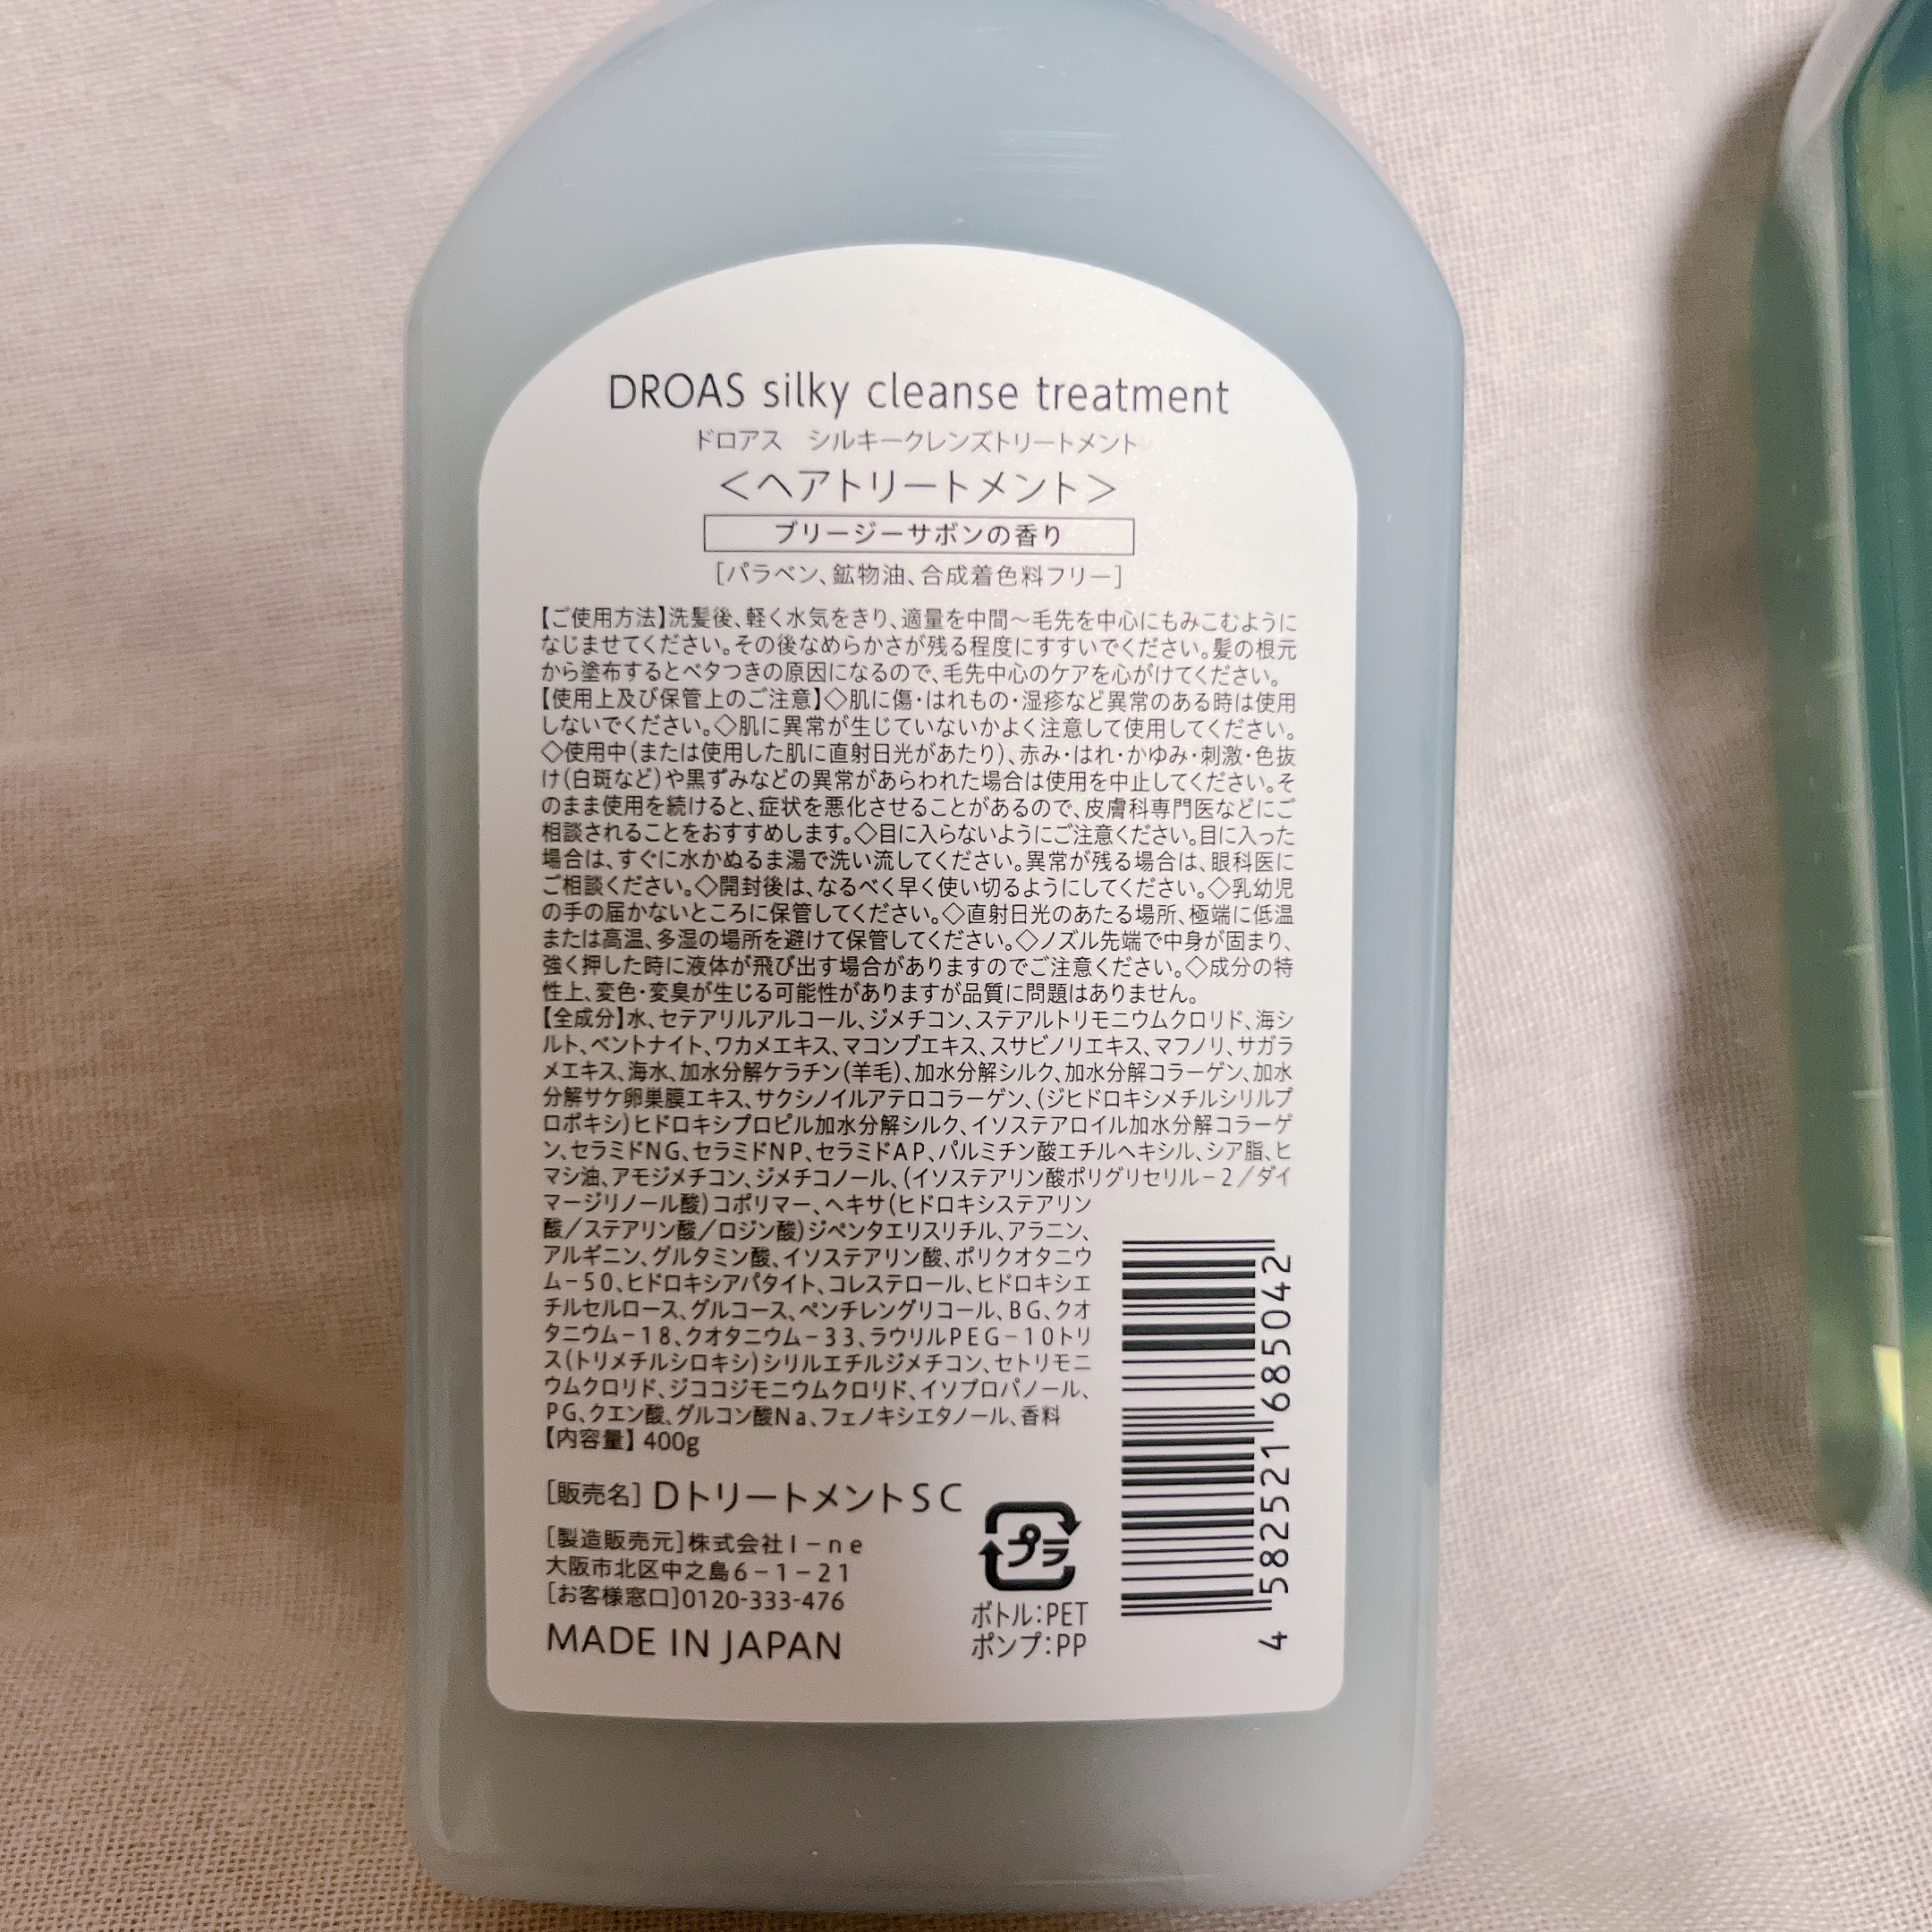 DROAS silky cleanse treatment
ドロアス　シルキークレンズトリートメント
＜ヘアトリートメント＞
ブリージーサボンの香り
［パラベン、鉱物油、合成着色料フリー］
【ご使用方法】洗髪後、軽く水気をきり、適量を中間～毛先を中心にもみこむように
なじませてください。その後なめらかさが残る程度にすすいでください。髪の根元
から塗布するとベタつきの原因になるので、毛先中心のケアを心がけてください。
【使用上及び保管上のご注意】◇肌に傷・はれもの・湿疹など異常のある時は使用
しないでください。◇肌に異常が生じていないかよく注意して使用してください。
◇使用中(または使用した肌に直射日光があたり)、赤み・はれ・かゆみ・刺激・色抜
け(白斑など)や黒ずみなどの異常があらわれた場合は使用を中止してください。そ
のまま使用を続けると、症状を悪化させることがあるので、皮膚科専門医などにご
相談されることをおすすめします。◇目に入らないようにご注意ください。目に入った
場合は、すぐに水かぬるま湯で洗い流してください。異常が残る場合は、眼科医に
ご相談ください。◇開封後は、なるべく早く使い切るようにしてください。◇乳幼児
の手の届かないところに保管してください。◇直射日光のあたる場所、極端に低温
または高温、多湿の場所を避けて保管してください。◇ノズル先端で中身が固まり、
強く押した時に液体が飛び出す場合がありますのでご注意ください。◇成分の特
性上、変色・変臭が生じる可能性がありますが品質に問題はありません。
【全成分】水、セテアリルアルコール、ジメチコン、ステアルトリモニウムクロリド、海シ
ルト、ベントナイト、ワカメエキス、マコンブエキス、スサビノリエキス、マフノリ、サガラ
メエキス、海水、加水分解ケラチン(羊毛)、加水分解シルク、加水分解コラーゲン、加水
分解サケ卵巣膜エキス、サクシノイルアテロコラーゲン、(ジヒドロキシメチルシリルプ
ロポキシ)ヒドロキシプロピル加水分解シルク、イソステアロイル加水分解コラーゲ
ン、セラミドNG、セラミドNP、セラミドAP、パルミチン酸エチルヘキシル、シア脂、ヒ
マシ油、アモジメチコン、ジメチコノール、(イソステアリン酸ポリグリセリル－2／ダイ
マージリノール酸)コポリマー、ヘキサ(ヒドロキシステアリン
酸／ステアリン酸／ロジン酸)ジペンタエリスリチル、アラニン、
アルギニン、グルタミン酸、イソステアリン酸、ポリクオタニウ
ム－50、ヒドロキシアパタイト、コレステロール、ヒドロキシエ
チルセルロース、グルコース、ペンチレングリコール、BG、クオ
タニウム－18、クオタニウム－33、ラウリルPEG－10トリ
ス(トリメチルシロキシ)シリルエチルジメチコン、セトリモニ
ウムクロリド、ジココジモニウムクロリド、イソプロパノール、
PG、クエン酸、グルコン酸Na、フェノキシエタノール、香料
【内容量】400g
［販売名］DトリートメントSC
［製造販売元］株式会社I－ne
大阪市北区中之島6－1－21
［お客様窓口］0120-333-476
MADE IN JAPAN
プラ
ボトル：PET
ポンプ：PP
4 582521 685042